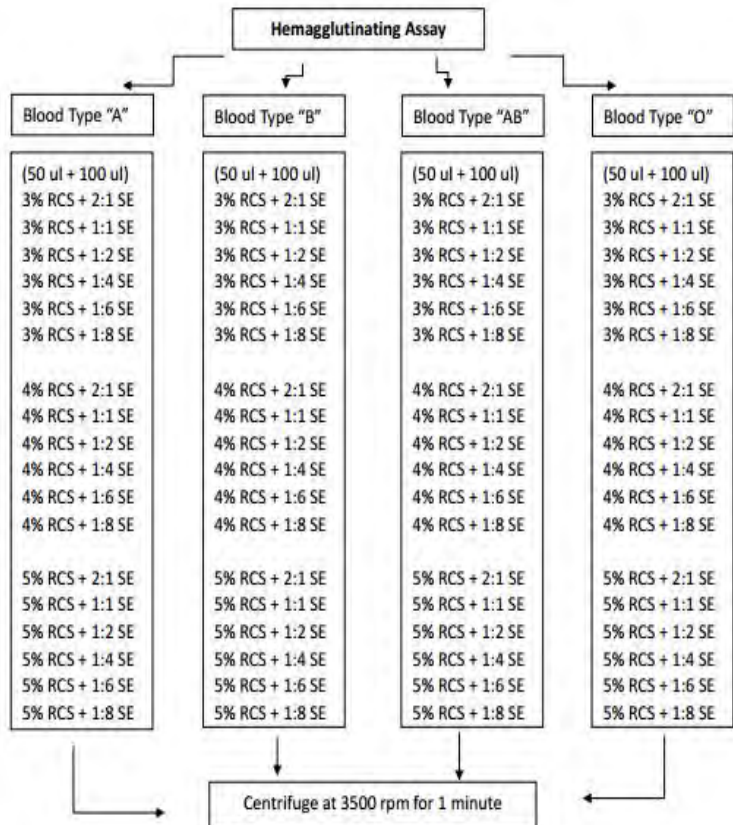 Hemagglutinating Assay
Blood Type "A"
(50 ul + 100 ul)
3% RCS + 2:1 SE
3% RCS + 1:1 SE
3% RCS + 1:2 SE
3% RCS + 1:4 SE
3% RCS + 1:6 SE
3% RCS + 1:8 SE
4% RCS + 2:1 SE
4% RCS + 1:1 SE
4% RCS + 1:2 SE
4% RCS + 1:4 SE
4% RCS + 1:6 SE
4% RCS + 1:8 SE
5% RCS + 2:1 SE
5% RCS + 1:1 SE
5% RCS + 1:2 SE
5% RCS + 1:4 SE
5% RCS + 1:6 SE
5% RCS + 1:8 SE
Blood Type "B"
(50 ul + 100 ul)
3% RCS + 2:1 SE
3% RCS + 1:1 SE
3% RCS + 1:2 SE
3% RCS + 1:4 SE
3% RCS + 1:6 SE
3% RCS + 1:8 SE
4% RCS + 2:1 SE
4% RCS + 1:1 SE
4% RCS + 1:2 SE
4% RCS + 1:4 SE
4% RCS + 1:6 SE
4% RCS + 1:8 SE
5% RCS + 2:1 SE
5% RCS + 1:1 SE
5% RCS + 1:2 SE
5% RCS + 1:4 SE
5% RCS + 1:6 SE
5% RCS + 1:8 SE
Blood Type "AB"
(50 ul + 100 ul)
3% RCS + 2:1 SE
3% RCS + 1:1 SE
3% RCS + 1:2 SE
3% RCS + 1:4 SE
3% RCS + 1:6 SE
3% RCS + 1:8 SE
4% RCS + 2:1 SE
4% RCS + 1:1 SE
4% RCS + 1:2 SE
4% RCS + 1:4 SE
4% RCS + 1:6 SE
4% RCS + 1:8 SE
5% RCS + 2:1 SE
5% RCS + 1:1 SE
5% RCS + 1:2 SE
5% RCS + 1:4 SE
5% RCS + 1:6 SE
5% RCS + 1:8 SE
Blood Type "O"
(50 ul + 100 ul)
3% RCS + 2:1 SE
3% RCS + 1:1 SE
3% RCS + 1:2 SE
3% RCS + 1:4 SE
3% RCS + 1:6 SE
3% RCS + 1:8 SE
4% RCS + 2:1 SE
4% RCS + 1:1 SE
4% RCS + 1:2 SE
4% RCS + 1:4 SE
4% RCS + 1:6 SE
4% RCS + 1:8 SE
5% RCS + 2:1 SE
5% RCS + 1:1 SE
5% RCS + 1:2 SE
5% RCS + 1:4 SE
5% RCS + 1:6 SE
5% RCS + 1:8 SE
Centrifuge at 3500 rpm for 1 minute